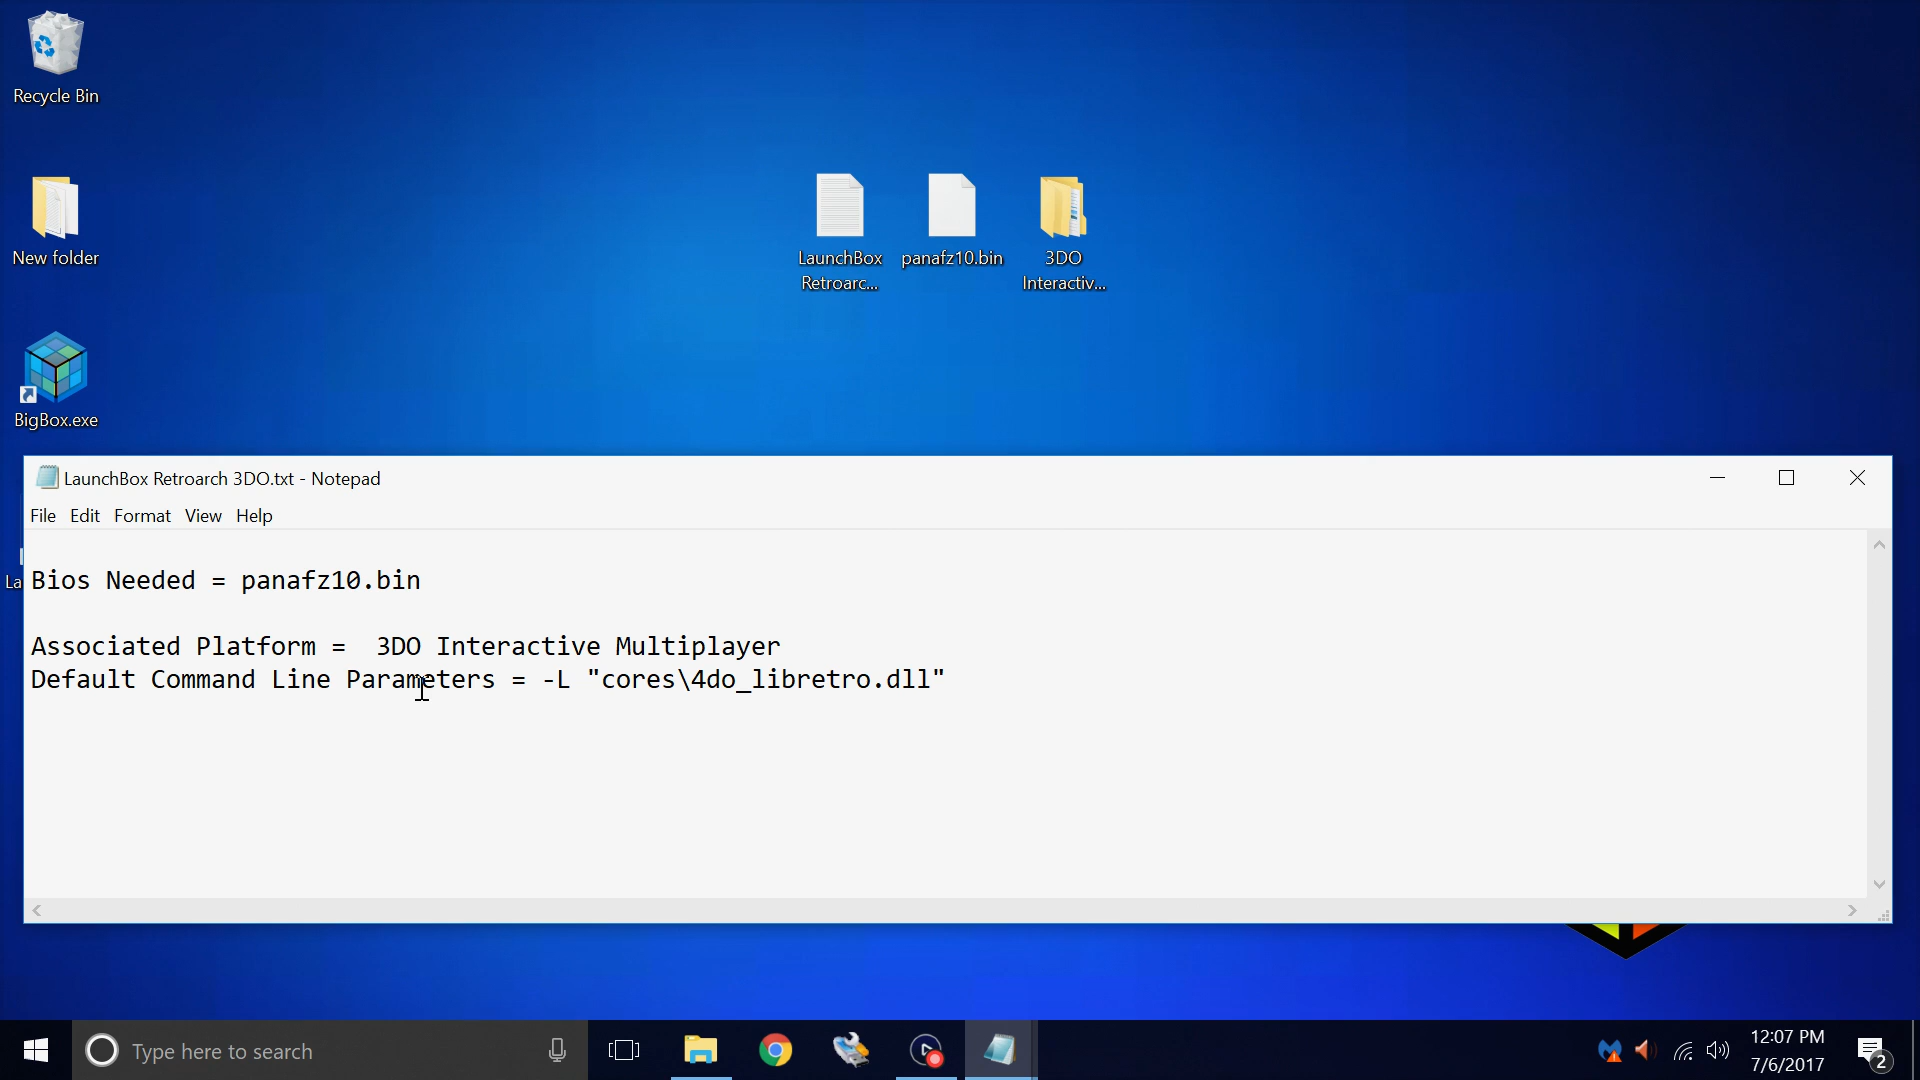 Recycle Bin
New folder
BigBox.exe
LaunchBox
Retroarc...
panafz10.bin
3DO
Interactiv...
La
LaunchBox Retroarch 3DO.txt - Notepad
File Edit Format View Help
Bios Needed = panafz10.bin
Associated Platform =  3DO Interactive Multiplayer
Default Command Line Parameters = -L "cores\4do_libretro.dll"
Type here to search
12:07 PM
7/6/2017
2